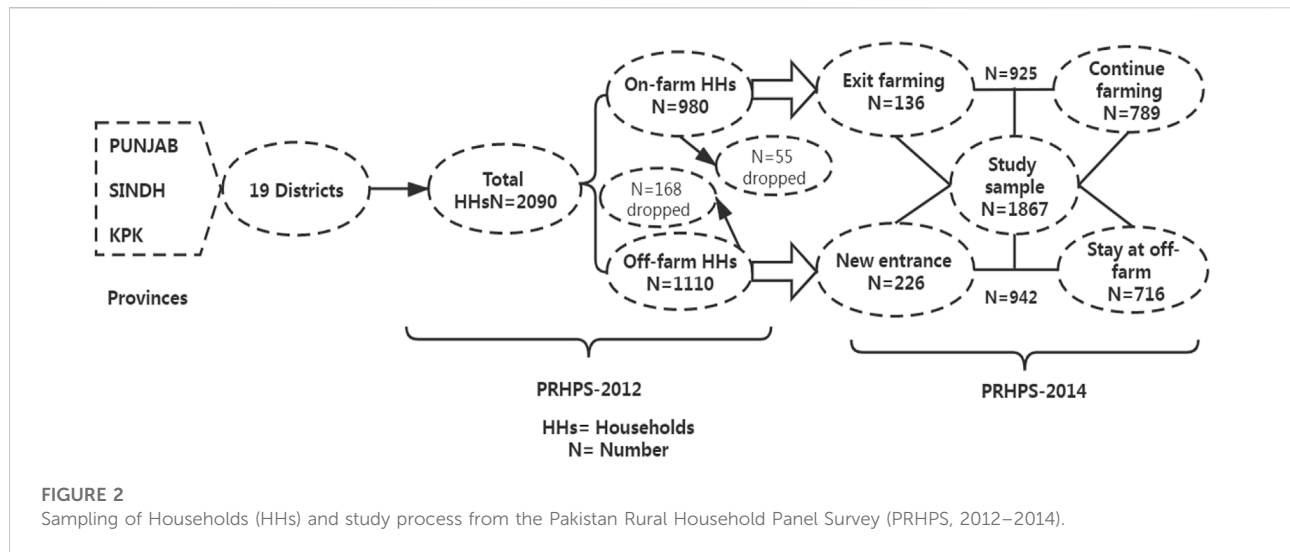 PUNJAB
SINDH
KPK
Provinces
19 Districts
Total
HHsN=2090
On-farm HHs
N=980
N=55
dropped
N=168
dropped
Off-farm HHs
N=1110
Exit farming
N=136
N=925
Continue
farming
N=789
Study
sample
N=1867
New entrance
N=226
N=942
Stay at off-
farm
N=716
PRHPS-2012
PRHPS-2014
HHs= Households
N= Number
FIGURE 2
Sampling of Households (HHs) and study process from the Pakistan Rural Household Panel Survey (PRHPS, 2012–2014).